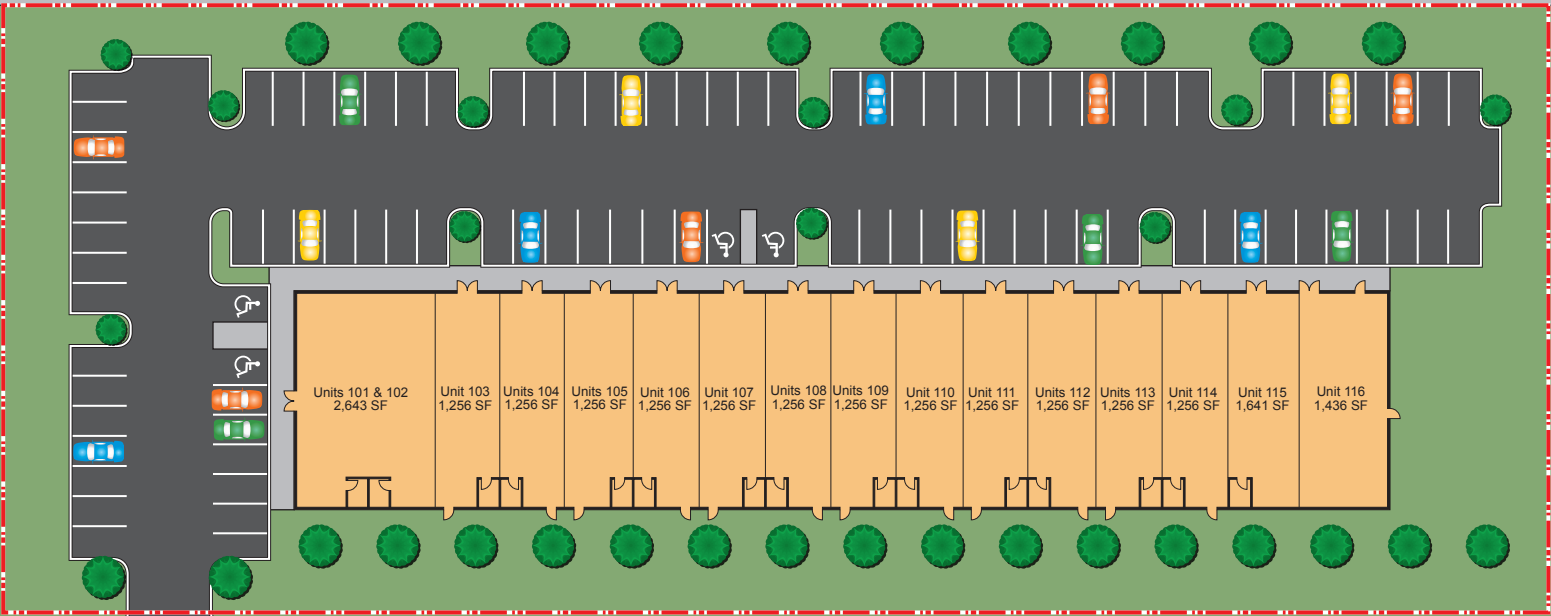 Units 101 & 102
2,643 SF
Unit 103
1,256 SF
Unit 104
1,256 SF
Units 105
1,256 SF
Unit 106
1,256 SF
Unit 107
1,256 SF
Units 108
1,256 SF
Units 109
1,256 SF
Unit 110
1,256 SF
Unit 111
1,256 SF
Units 112
1,256 SF
Units 113
1,256 SF
Unit 114
1,256 SF
Unit 115
1,641 SF
Unit 116
1,436 SF